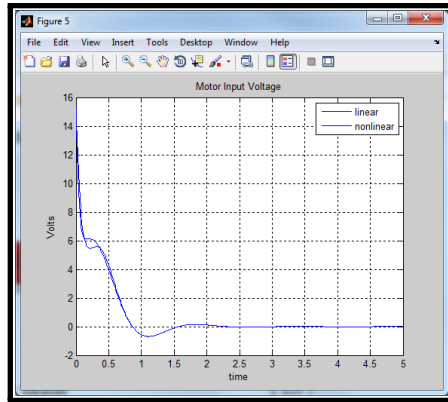 Figure 5
File Edit View Insert Tools Desktop Window Help
Motor Input Voltage
linear
nonlinear
16
14
12
10
8
6
4
2
0
-2
Volts
0 0.5 1 1.5 2 2.5 3 3.5 4 4.5 5
time